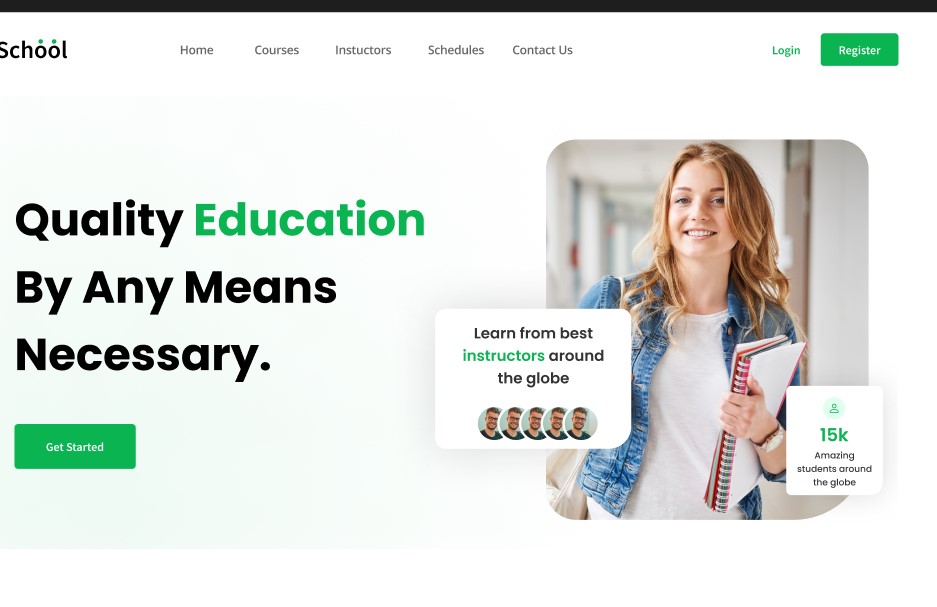 School
Home Courses Instuctors Schedules Contact Us Login Register
Quality Education
By Any Means
Necessary.
Get Started
Learn from best
instructors around
the globe
15k
Amazing
students around
the globe